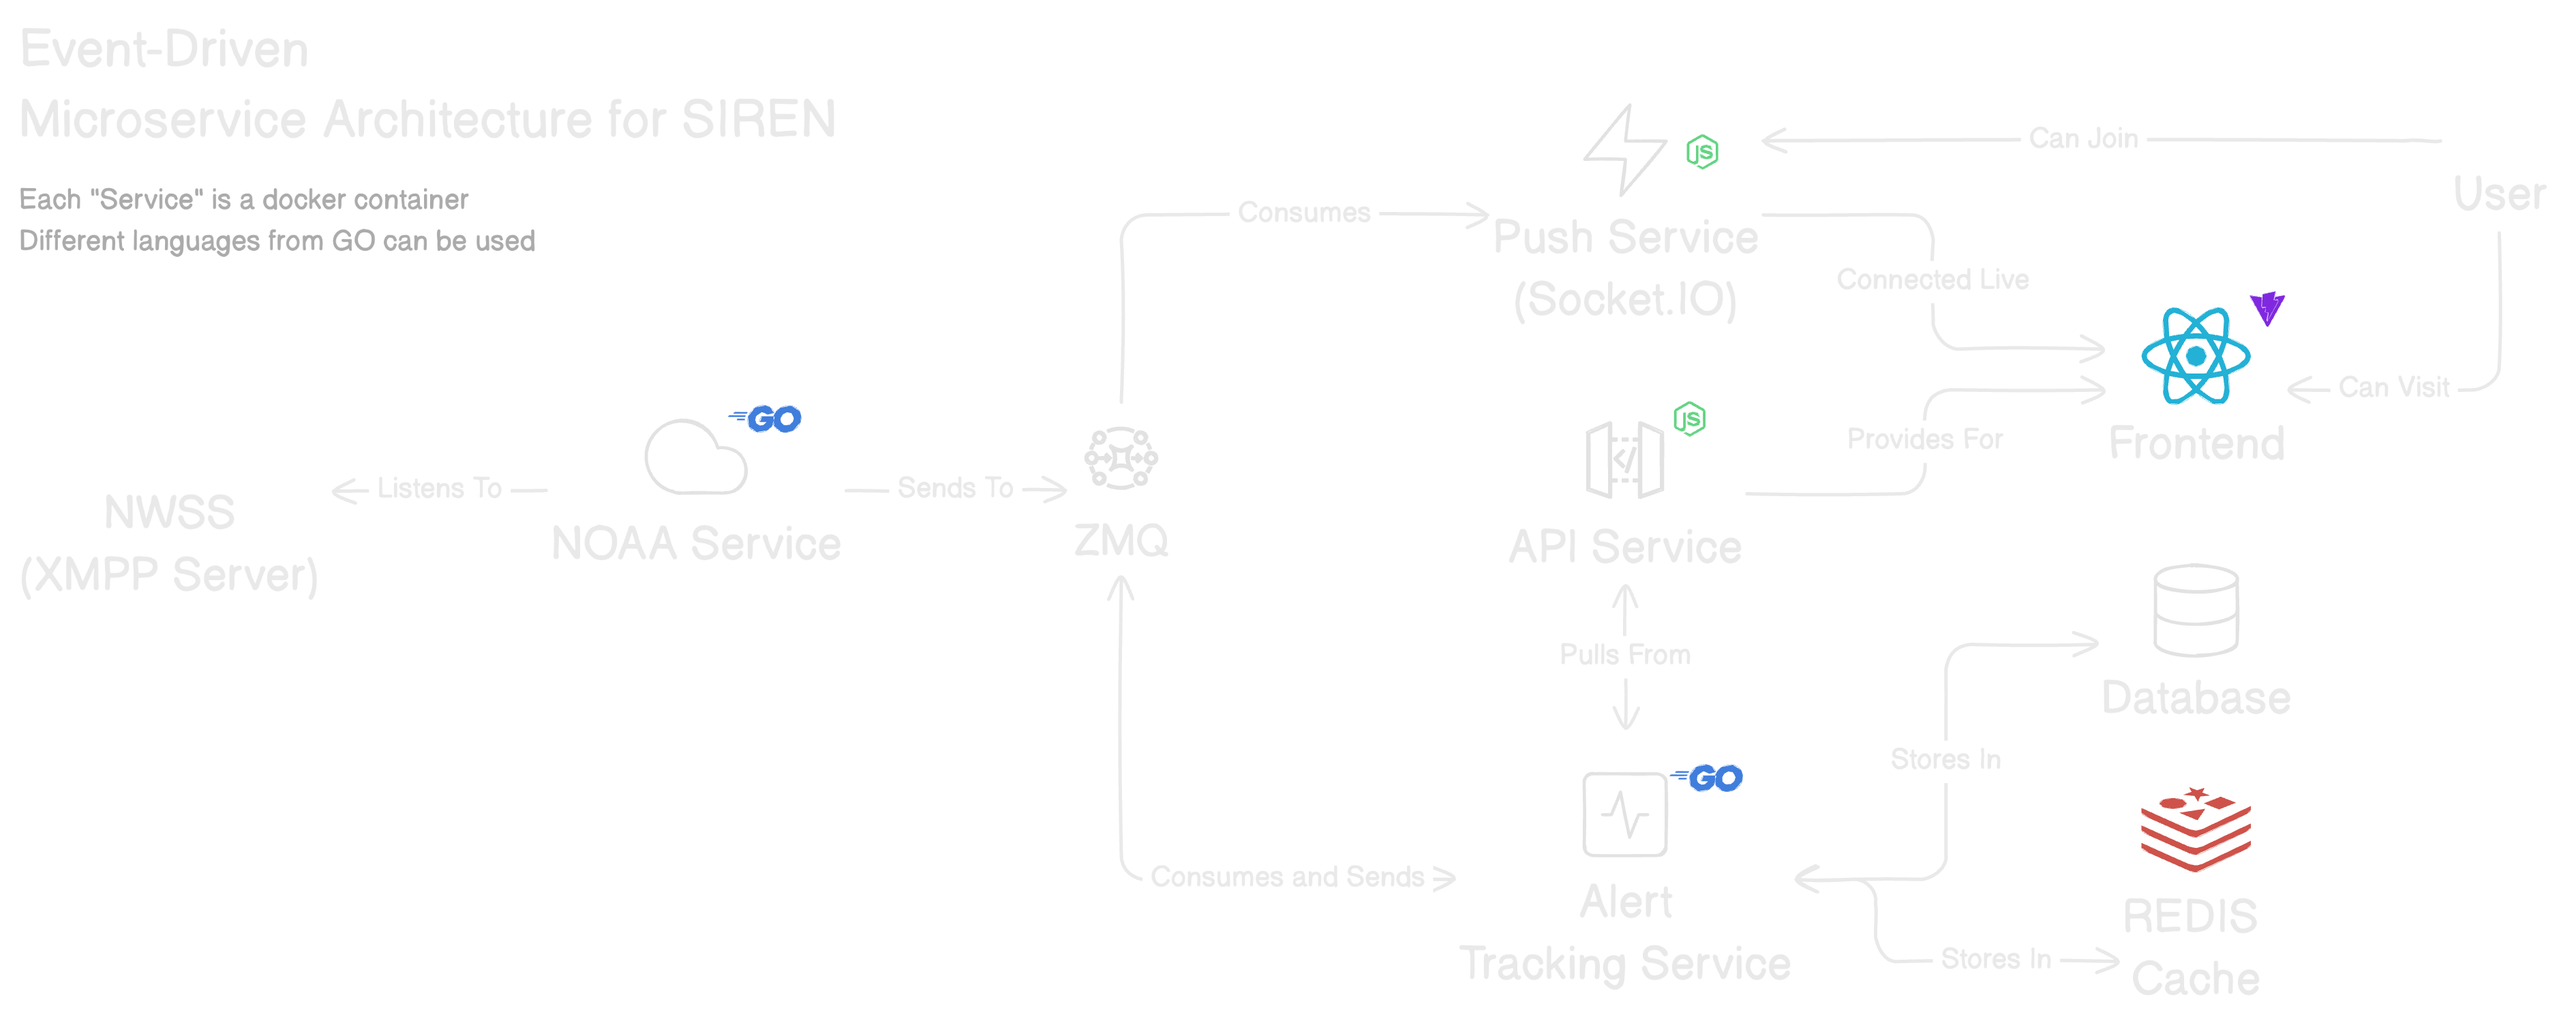 Event-Driven
Microservice Architecture for SIREN
Each "Service" is a docker container
Different languages from GO can be used
NWSS
(XMPP Server)
Listens To
GO
NOAA Service
Sends To
ZMQ
Consumes
JS
Push Service
(Socket.IO)
Can Join
User
Connected Live
Can Visit
Frontend
Provides For
JS
API Service
Pulls From
GO
Alert
Tracking Service
Consumes and Sends
Stores In
Database
Stores In
REDIS
Cache